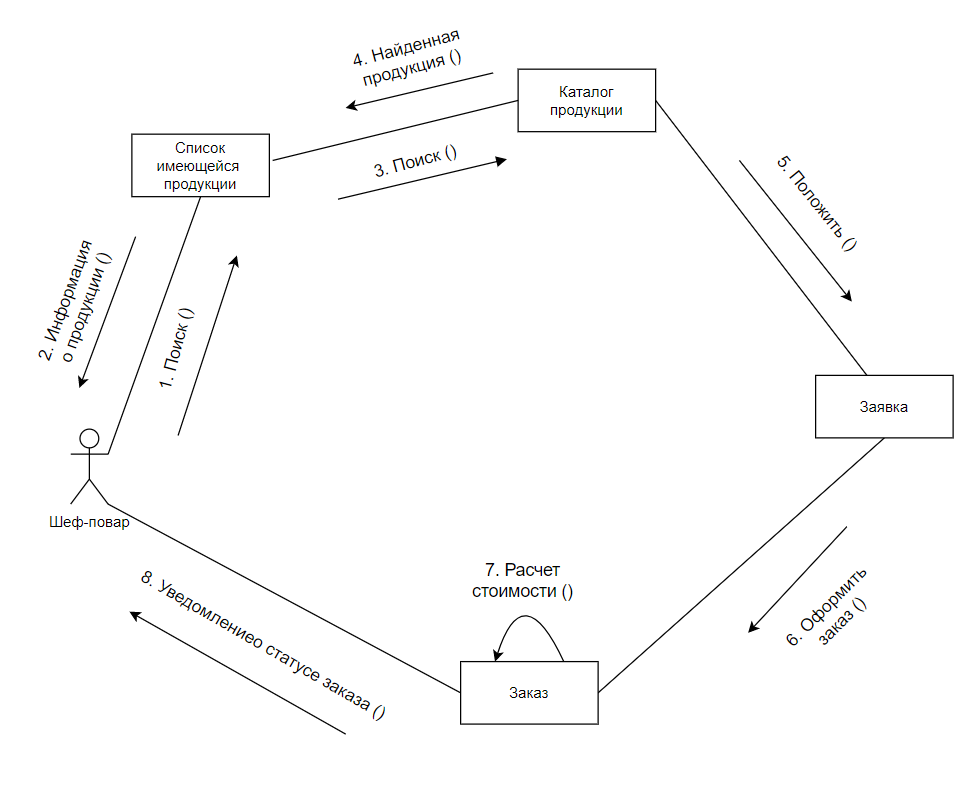 4. Найденная
продукция ()
Каталог
продукции
Список
имеющейся
продукции
3. Поиск ()
5. Положить ()
2. Информация
о продукции ()
1. Поиск ()
Заявка
Шеф-повар
7. Расчет
стоимости ()
6. Оформить
заказ ()
8. Уведомлениео статусе заказа ()
Заказ